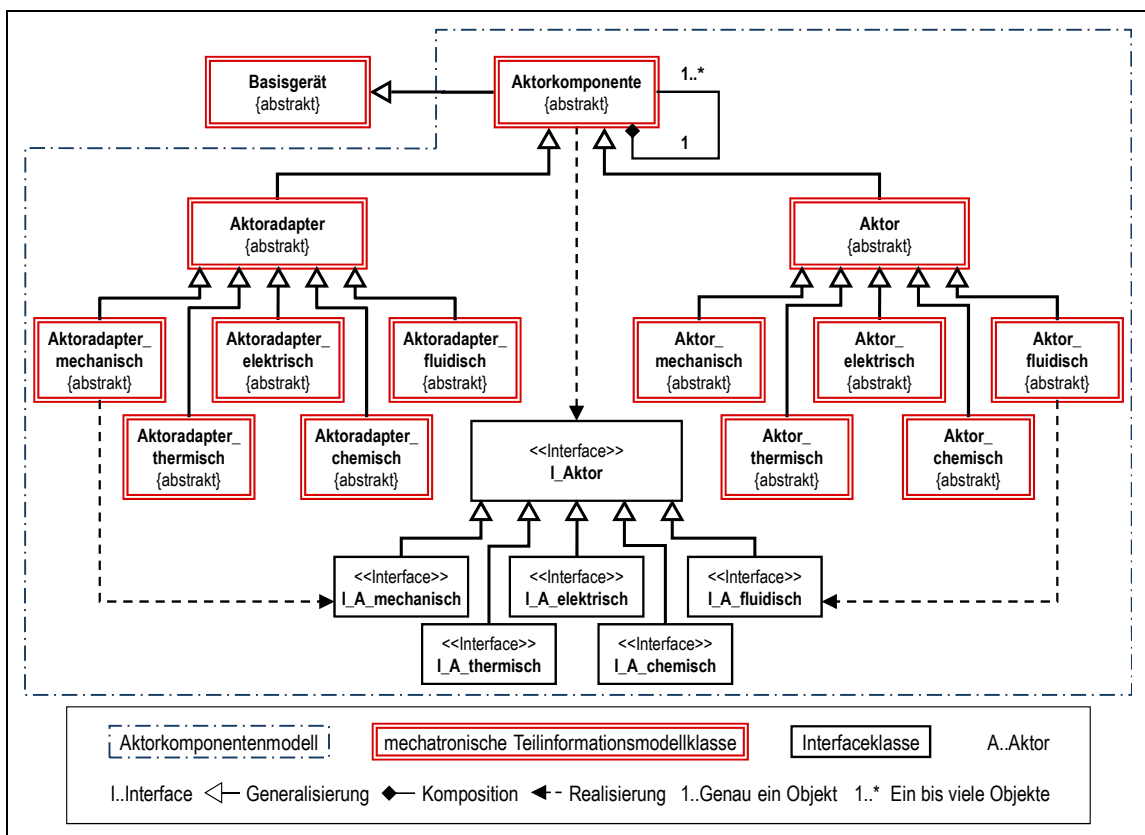 Basisgerät
{abstrakt}
Aktorkomponente
{abstrakt}
1..*
1
Aktoradapter
{abstrakt}
Aktor
{abstrakt}
Aktoradapter_
mechanisch
{abstrakt}
Aktoradapter_
elektrisch
{abstrakt}
Aktoradapter_
fluidisch
{abstrakt}
Aktor_
mechanisch
{abstrakt}
Aktor_
elektrisch
{abstrakt}
Aktor_
fluidisch
{abstrakt}
Aktoradapter_
thermisch
{abstrakt}
Aktoradapter_
chemisch
{abstrakt}
<<Interface>>
I_Aktor
Aktor_
thermisch
{abstrakt}
Aktor_
chemisch
{abstrakt}
<<Interface>>
I_A_mechanisch
<<Interface>>
I_A_elektrisch
<<Interface>>
I_A_fluidisch
<<Interface>>
I_A_thermisch
<<Interface>>
I_A_chemisch
Aktorkomponentenmodell
mechatronische Teilinformationsmodellklasse
Interfaceklasse
A..Aktor
I..Interface
Generalisierung
Komposition
Realisierung
1..Genau ein Objekt
1..* Ein bis viele Objekte